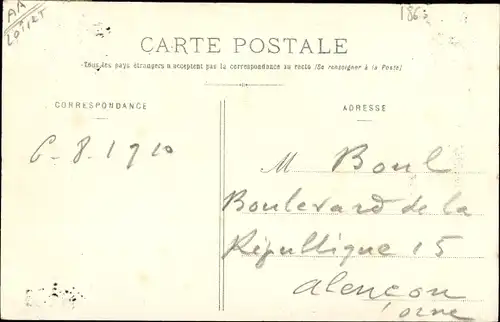 AA
LOIRET
186
CARTE POSTALE
Tous les pays étrangers n'acceptent pas la correspondance au recto (Se renseigner à la Poste)
CORRESPONDANCE
ADRESSE
6-8-1910
M Boul
Boulevard de la
République 15
Alençon
Orne